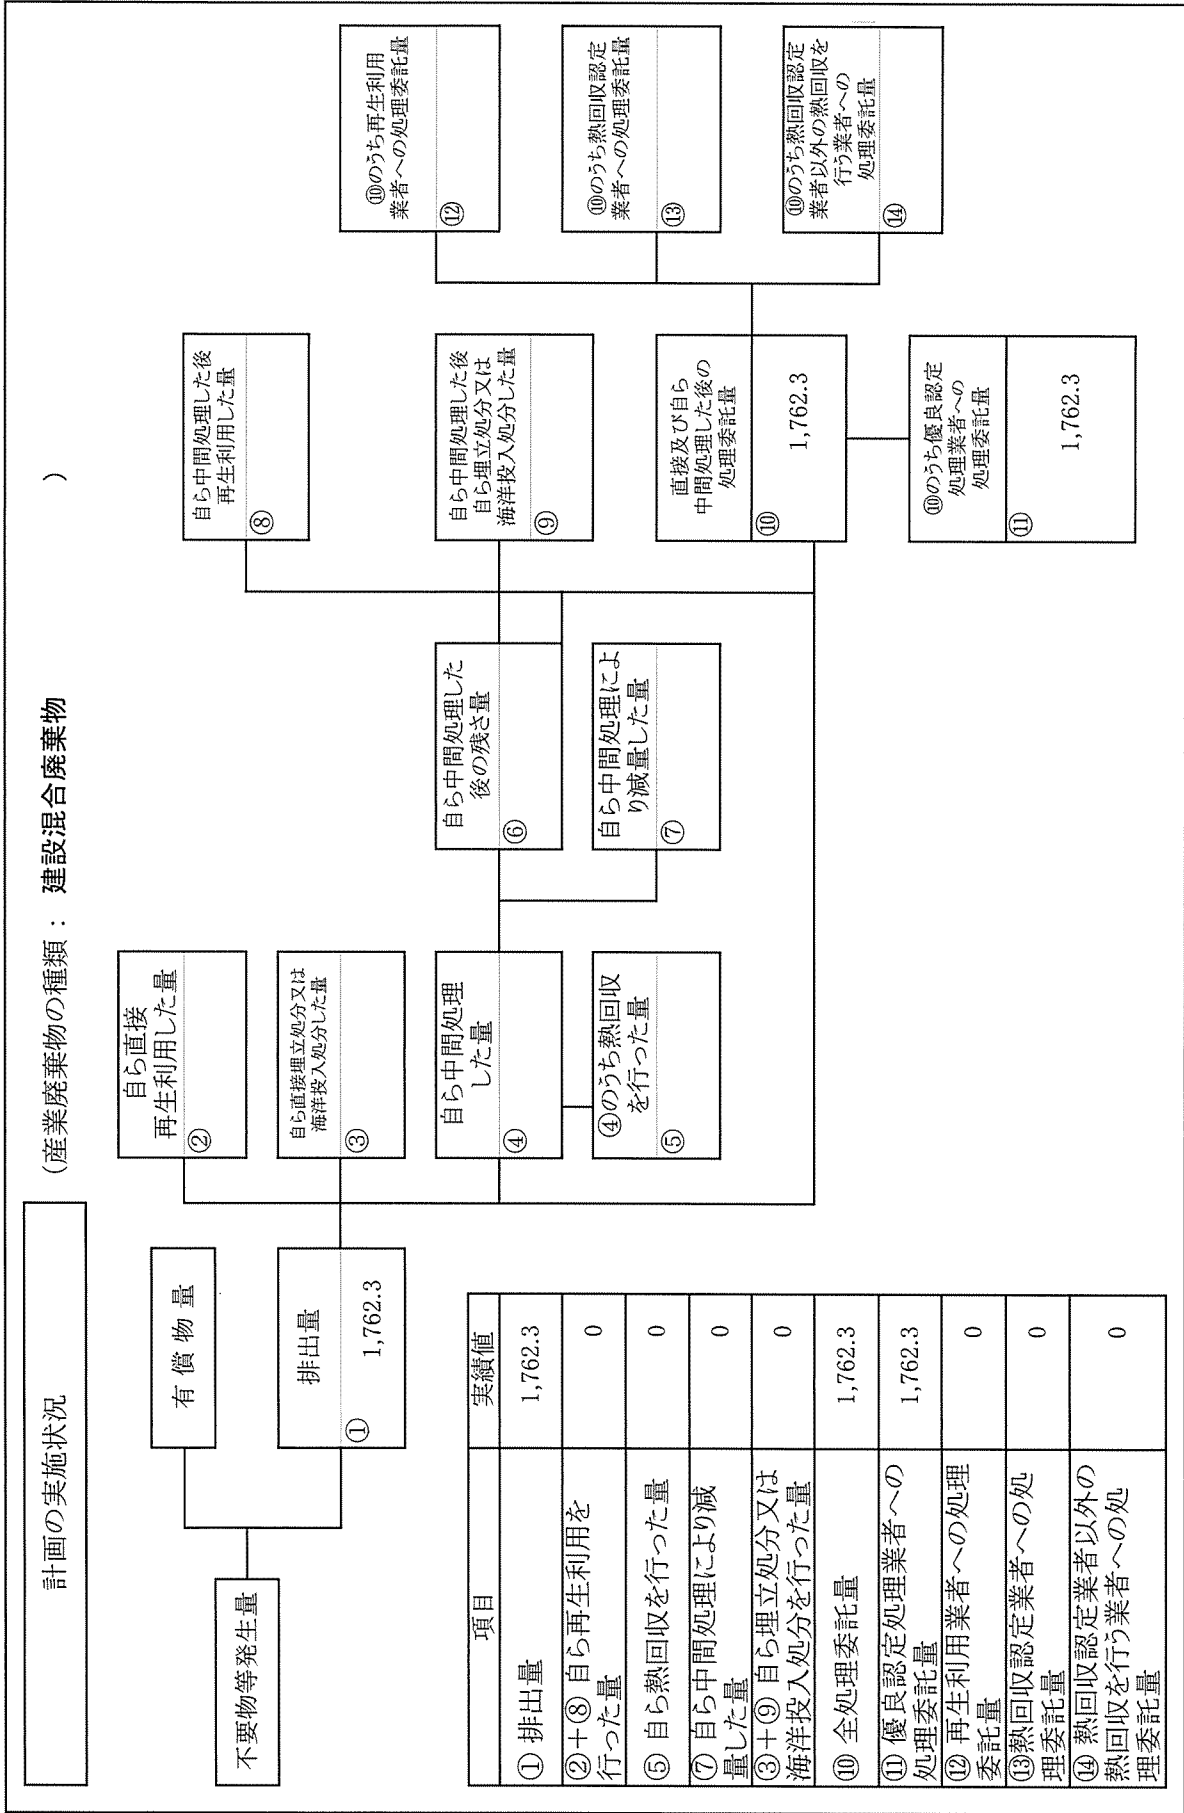 計画の実施状況
(産業廃棄物の種類： 建設混合廃棄物 )
不要物等発生量
有 償 物 量
排出量
①
1,762.3
自ら直接
再生利用した量
②
自ら直接埋立処分又は
海洋投入処分した量
③
自ら中間処理
した量
④
④のうち熱回収
を行った量
⑤
自ら中間処理した
後の残さ量
⑥
自ら中間処理によ
り減量した量
⑦
自ら中間処理した後
再生利用した量
⑧
自ら中間処理した後
自ら埋立処分又は
海洋投入処分した量
⑨
直接及び自ら
中間処理した後の
処理委託量
⑩
1,762.3
⑩のうち優良認定
処理業者への
処理委託量
⑪
1,762.3
⑩のうち再生利用
業者への処理委託量
⑫
⑩のうち熱回収認定
業者への処理委託量
⑬
⑩のうち熱回収認定
業者以外の熱回収を
行う業者への
処理委託量
⑭
項目 実績値
① 排出量 1,762.3
②＋⑧ 自ら再生利用を
行った量 0
⑤ 自ら熱回収を行った量 0
⑦ 自ら中間処理により減
量した量 0
③＋⑨ 自ら埋立処分又は
海洋投入処分を行った量 0
⑩ 全処理委託量 1,762.3
⑪ 優良認定処理業者への
処理委託量 1,762.3
⑫ 再生利用業者への処理
委託量 0
⑬熱回収認定業者への処
理委託量 0
⑭ 熱回収認定業者以外の
熱回収を行う業者への処
理委託量 0